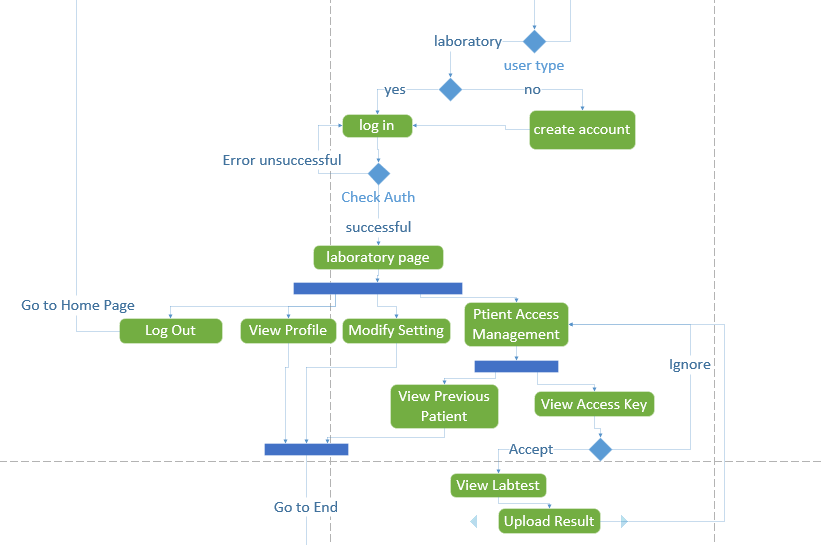 laboratory
user type
yes
no
log in
create account
Error unsuccessful
Check Auth
successful
laboratory page
Go to Home Page
Log Out
View Profile
Modify Setting
Ptient Access
Management
Ignore
View Previous
Patient
View Access Key
Accept
View Labtest
Go to End
Upload Result